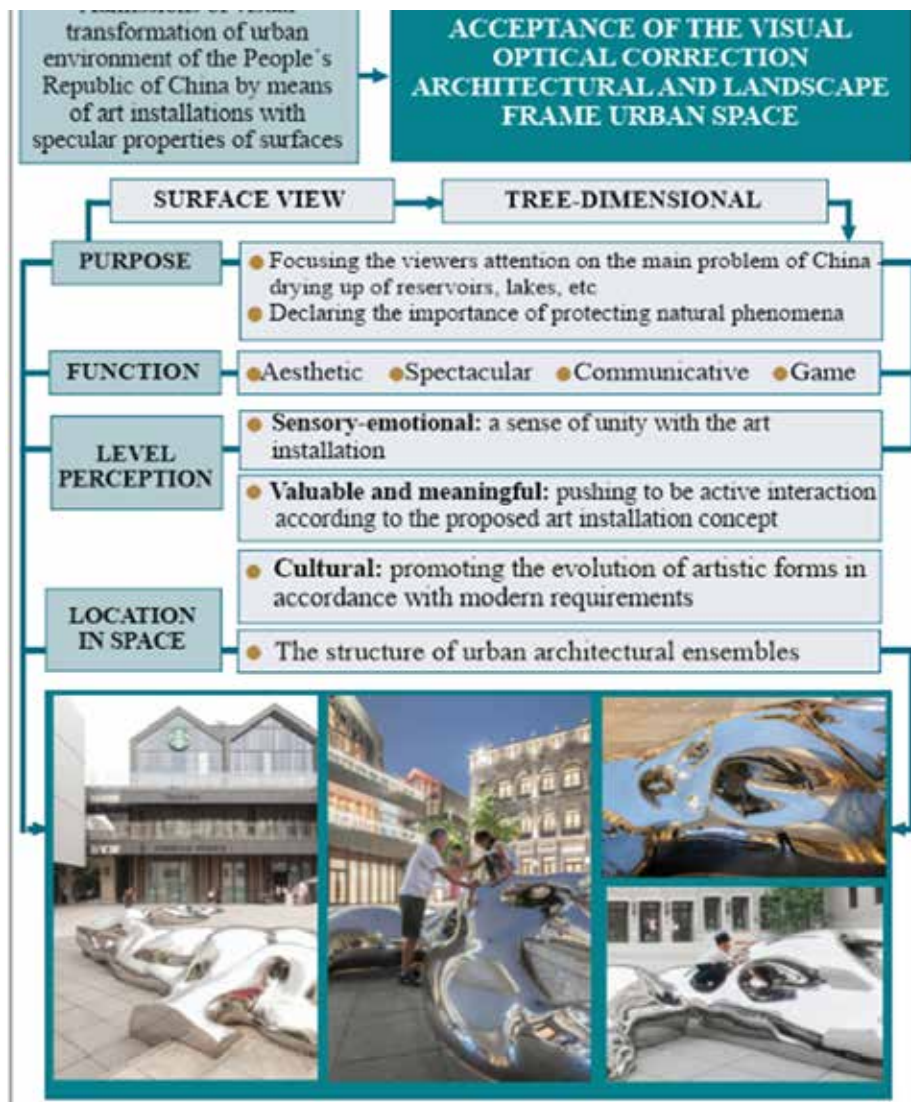 transformation of urban
environment of the People´s
Republic of China by means
of art installations with
specular properties of surfaces
ACCEPTANCE OF THE VISUAL
OPTICAL CORRECTION
ARCHITECTURAL AND LANDSCAPE
FRAME URBAN SPACE
SURFACE VIEW
TREE-DIMENSIONAL
PURPOSE
Focusing the viewers attention on the main problem of China -
drying up of reservoirs, lakes, etc
Declaring the importance of protecting natural phenomena
FUNCTION
Aesthetic Spectacular Communicative Game
LEVEL
PERCEPTION
Sensory-emotional: a sense of unity with the art
installation
Valuable and meaningful: pushing to be active interaction
according to the proposed art installation concept
Cultural: promoting the evolution of artistic forms in
accordance with modern requirements
LOCATION
IN SPACE
The structure of urban architectural ensembles